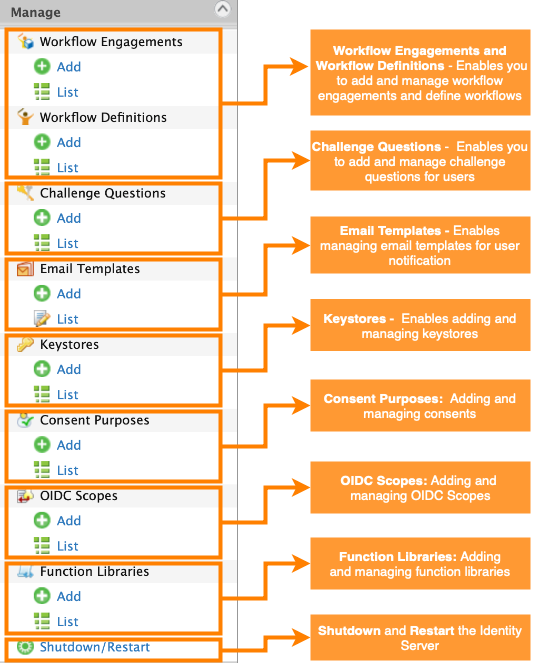 Manage
Workflow Engagements
Add
List
Workflow Definitions
Add
List
Challenge Questions
Add
List
Email Templates
Add
List
Keystores
Add
List
Consent Purposes
Add
List
OIDC Scopes
Add
List
Function Libraries
Add
List
Shutdown/Restart
Workflow Engagements and
Workflow Definitions - Enables you
to add and manage workflow
engagements and define workflows
Challenge Questions - Enables you
to add and manage challenge
questions for users
Email Templates - Enables
managing email templates for user
notification
Keystores - Enables adding and
managing keystores
Consent Purposes: Adding and
managing consents
OIDC Scopes: Adding and
managing OIDC Scopes
Function Libraries: Adding
and managing function libraries
Shutdown and Restart the Identity
Server